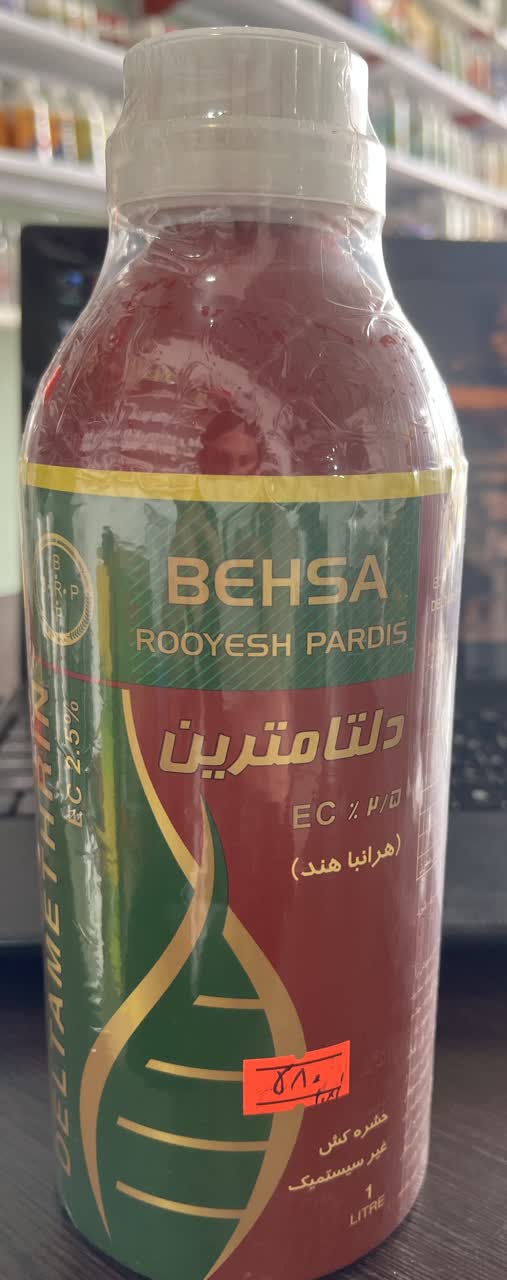 BEHSA
ROOYESH PARDIS
B
R P
P
دلتامترین
EC ٪ ۲/۵
(هرانبا هند)
DELTAMETHRIN
EC 2.5%
۵۸۰
حشره کش
غیر سیستمیک
1
LITRE